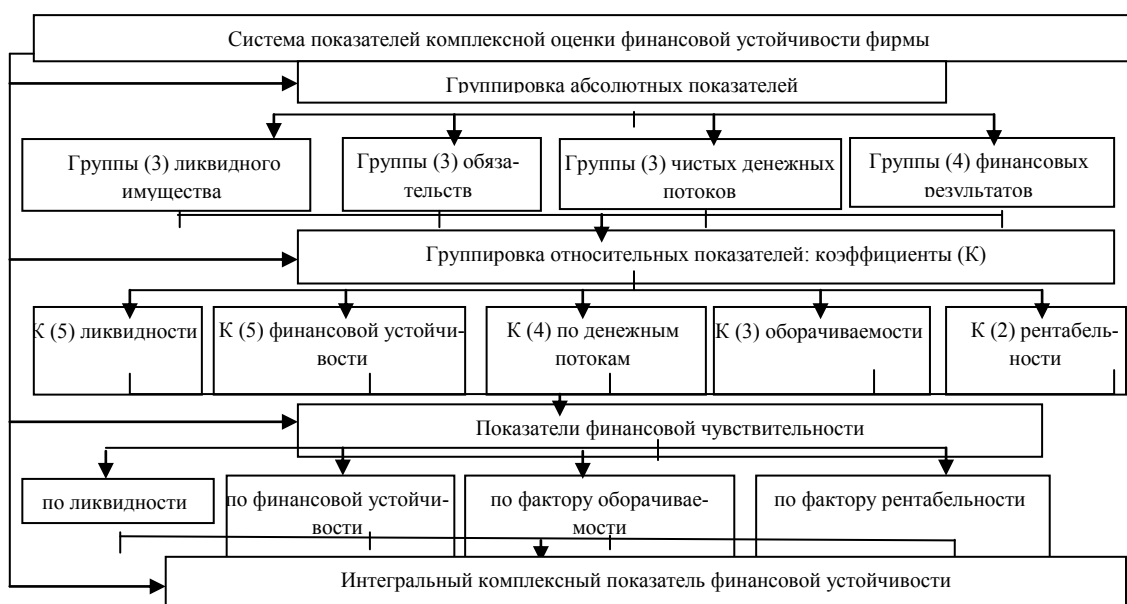 Система показателей комплексной оценки финансовой устойчивости фирмы
Группировка абсолютных показателей
Группы (3) ликвидного
имущества
Группы (3) обяза-
тельств
Группы (3) чистых денежных
потоков
Группы (4) финансовых
результатов
Группировка относительных показателей: коэффициенты (К)
К (5) ликвидности
К (5) финансовой устойчи-
вости
К (4) по денежным
потокам
К (3) оборачиваемости
К (2) рентабель-
ности
Показатели финансовой чувствительности
по ликвидности
по финансовой устойчи-
вости
по фактору оборачивае-
мости
по фактору рентабельности
Интегральный комплексный показатель финансовой устойчивости